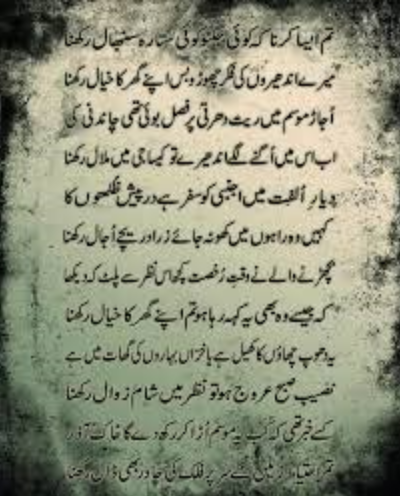 تم ایسا کرنا کہ کوئی جگنو کوئی ستارہ سنبھال رکھنا
میرے اندھیروں کی فکر چھوڑو بس اپنے گھر کا خیال رکھنا
اُجاڑ موسم میں ریت دھرتی پر فصل بوئی تھی چاندنی کی
اب اس میں اُگنے لگے اندھیرے تو کیسا جی میں ملال رکھنا
دیارِ اُلفت میں اجنبی کو سفر ہے درپیش ظلمتوں کا
کہیں وہ راہوں میں کھو نہ جائے ذرا دریچے اُجال رکھنا
بچھڑنے والے نے وقتِ رُخصت کچھ اس نظر سے پلٹ کے دیکھا
کہ جیسے وہ بھی یہ کہہ رہا ہو تم اپنے گھر کا خیال رکھنا
یہ دھوپ چھاؤں کا کھیل ہے یا خزاں بہاروں کی گھات میں ہے
نصیب صبح عروج ہو تو نظر میں شام زوال رکھنا
کسے خبر تھی کہ کب یہ موسم اُڑا کر رکھ دے گا خاک آذر
تم احتیاطاً زمیں کے سر پر فلک کی چادر بھی ڈال رکھنا